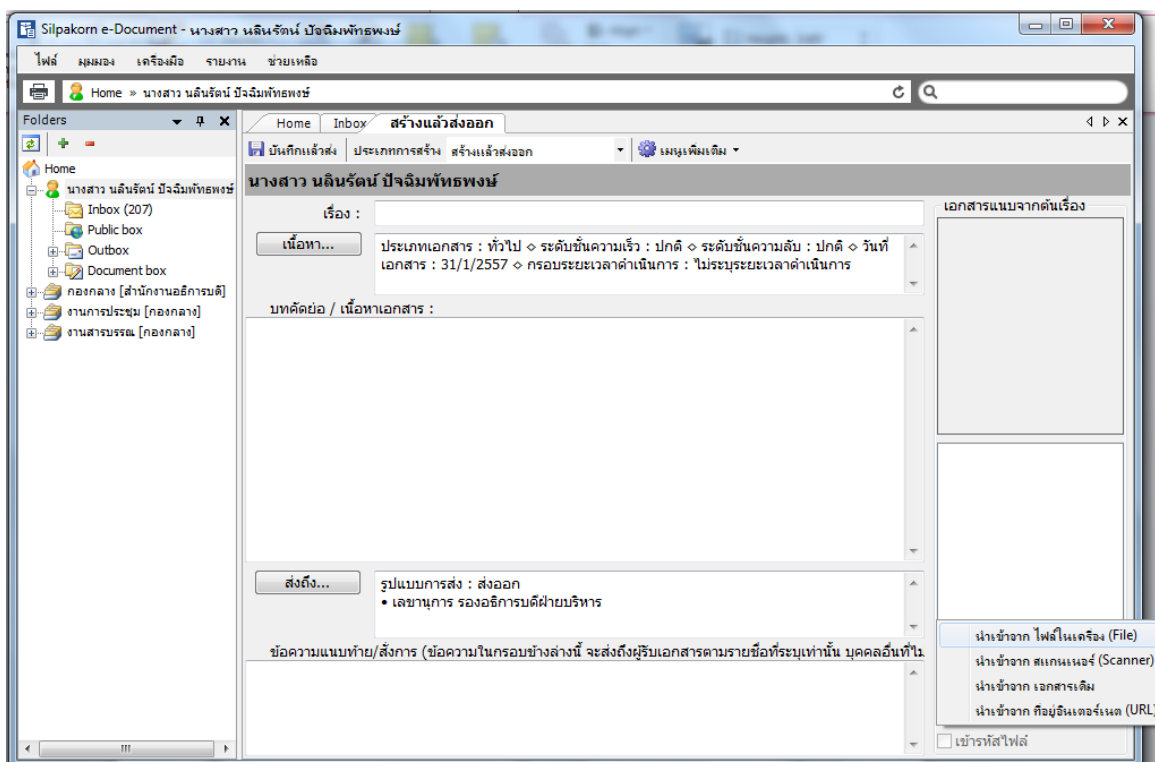 Silpakorn e-Document - นางสาว นลินรัตน์ ปัจฉิมพัทธพงษ์
ไฟล์ มุมมอง เครื่องมือ รายงาน ช่วยเหลือ
Home » นางสาว นลินรัตน์ ปัจฉิมพัทธพงษ์
Folders
Home Inbox สร้างแล้วส่งออก
บันทึกแล้วส่ง ประเภทการสร้าง สร้างแล้วส่งออก เมนูเพิ่มเติม
Home
นางสาว นลินรัตน์ ปัจฉิมพัทธพงษ์
Inbox (207)
Public box
Outbox
Document box
กองกลาง [สำนักงานอธิการบดี]
งานการประชุม [กองกลาง]
งานสารบรรณ [กองกลาง]
นางสาว นลินรัตน์ ปัจฉิมพัทธพงษ์
เรื่อง :
เนื้อหา...
ประเภทเอกสาร : ทั่วไป ◇ ระดับชั้นความเร็ว : ปกติ ◇ ระดับชั้นความลับ : ปกติ ◇ วันที่
เอกสาร : 31/1/2557 ◇ กรอบระยะเวลาดำเนินการ : ไม่ระบุระยะเวลาดำเนินการ
บทคัดย่อ / เนื้อหาเอกสาร :
ส่งถึง...
รูปแบบการส่ง : ส่งออก
• เลขานุการ รองอธิการบดีฝ่ายบริหาร
ข้อความแนบท้าย/สั่งการ (ข้อความในกรอบข้างล่างนี้ จะส่งถึงผู้รับเอกสารตามรายชื่อที่ระบุเท่านั้น บุคคลอื่นที่ไม
เอกสารแนบจากต้นเรื่อง
นำเข้าจาก ไฟล์ในเครื่อง (File)
นำเข้าจาก สแกนเนอร์ (Scanner)
นำเข้าจาก เอกสารเดิม
นำเข้าจาก ที่อยู่อินเตอร์เนต (URL)
เข้ารหัสไฟล์